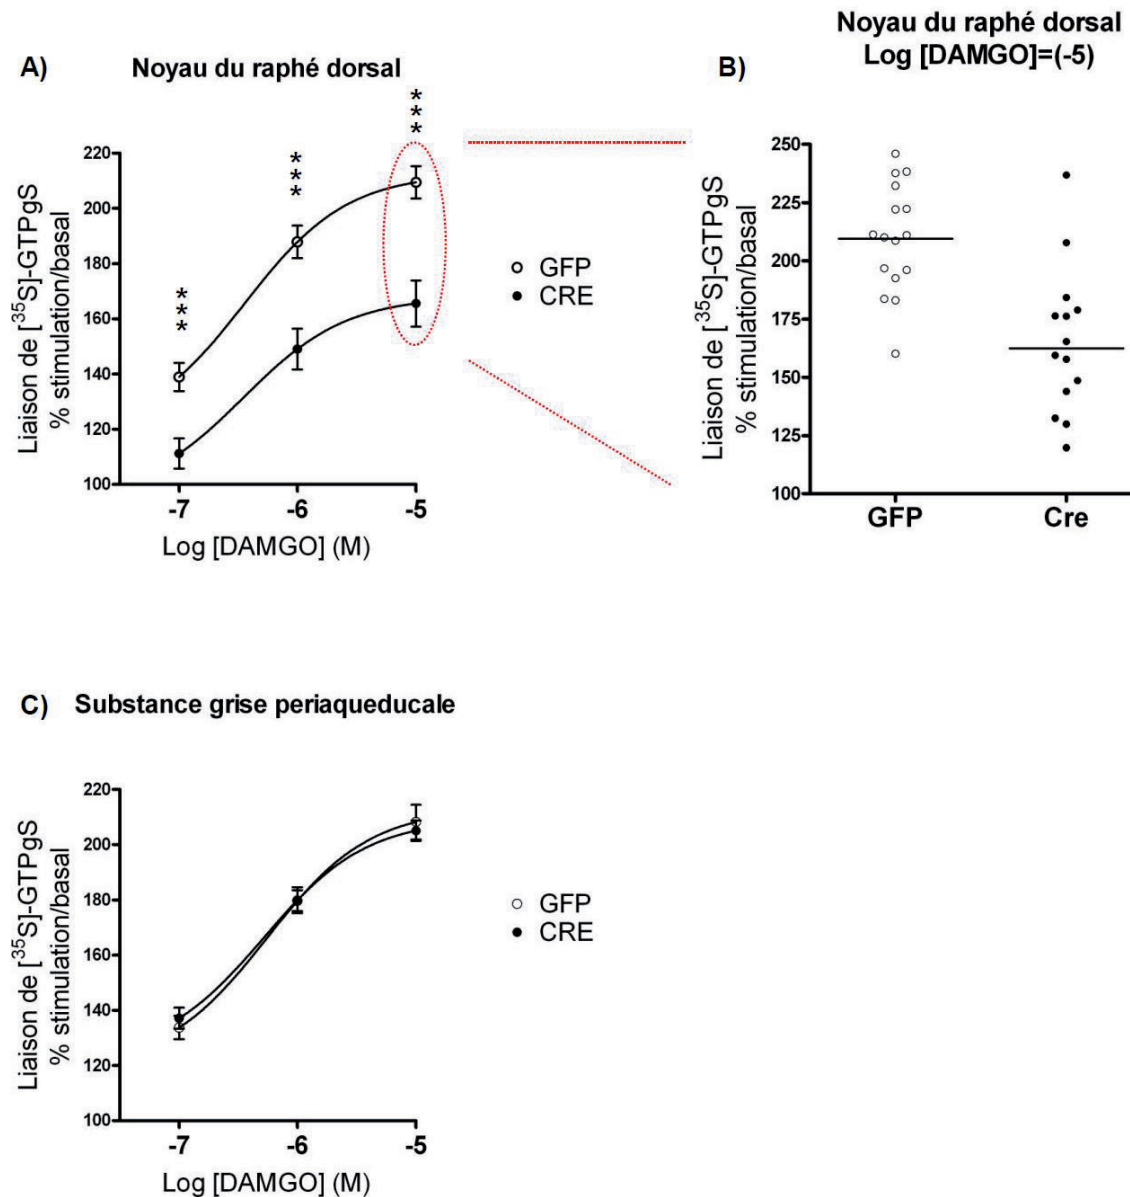 A) Noyau du raphé dorsal
***
***
***
220
200
180
160
140
120
100
-7
-6
-5
Liaison de [³⁵S]-GTPgS
% stimulation/basal
Log [DAMGO] (M)
GFP
CRE
B) Noyau du raphé dorsal
Log [DAMGO]=(-5)
250
225
200
175
150
125
100
Liaison de [³⁵S]-GTPgS
% stimulation/basal
GFP
Cre
C) Substance grise periaqueducale
220
200
180
160
140
120
100
-7
-6
-5
Liaison de [³⁵S]-GTPgS
% stimulation/basal
Log [DAMGO] (M)
GFP
CRE